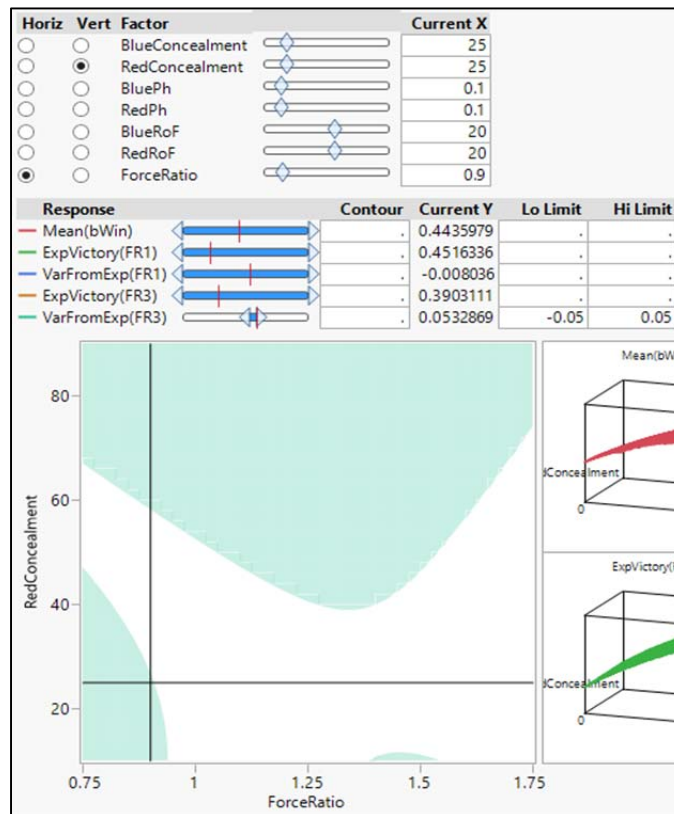 Horiz Vert Factor Current X
BlueConcealment 25
RedConcealment 25
BluePh 0.1
RedPh 0.1
BlueRoF 20
RedRoF 20
ForceRatio 0.9
Response Contour Current Y Lo Limit Hi Limit
Mean(bWin) . 0.4435979 . .
ExpVictory(FR1) . 0.4516336 . .
VarFromExp(FR1) . -0.008036 . .
ExpVictory(FR3) . 0.3903111 . .
VarFromExp(FR3) . 0.0532869 -0.05 0.05
80
60
40
20
RedConcealment
0.75 1 1.25 1.5 1.75
ForceRatio
Mean(bW
dConcealment
0
ExpVictory(
dConcealment
0